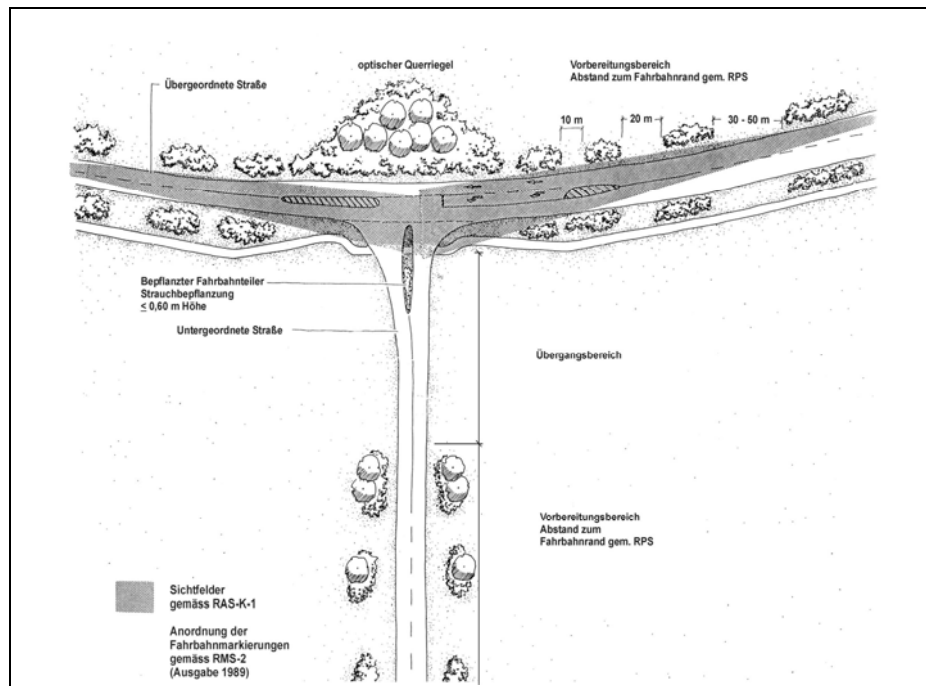 optischer Querriegel
Vorbereitungsbereich
Abstand zum Fahrbahnrand gem. RPS
Übergeordnete Straße
10 m
20 m
30 - 50 m
Bepflanzter Fahrbahnteiler
Strauchbepflanzung
≤ 0,60 m Höhe
Untergeordnete Straße
Übergangsbereich
Vorbereitungsbereich
Abstand zum
Fahrbahnrand gem. RPS
Sichtfelder
gemäss RAS-K-1
Anordnung der
Fahrbahnmarkierungen
gemäss RMS-2
(Ausgabe 1989)